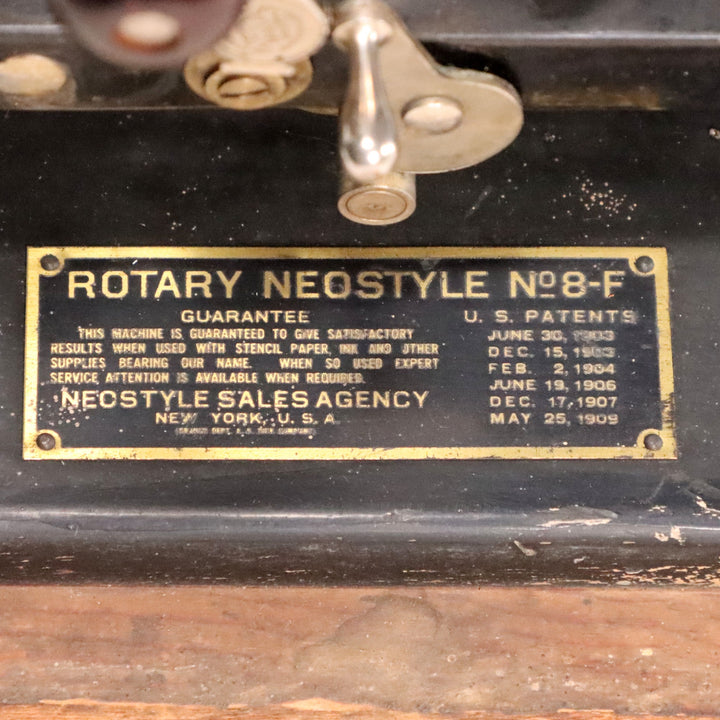 ROTARY NEOSTYLE Nº 8-F
GUARANTEE
THIS MACHINE IS GUARANTEED TO GIVE SATISFACTORY
RESULTS WHEN USED WITH STENCIL PAPER, INK AND OTHER
SUPPLIES BEARING OUR NAME. WHEN SO USED EXPERT
SERVICE ATTENTION IS AVAILABLE WHEN REQUIRED.
NEOSTYLE SALES AGENCY
NEW YORK, U. S. A.
U. S. PATENTS
JUNE 30, 1903
DEC. 15, 1903
FEB. 2, 1904
JUNE 19, 1906
DEC. 17, 1907
MAY 25, 1909